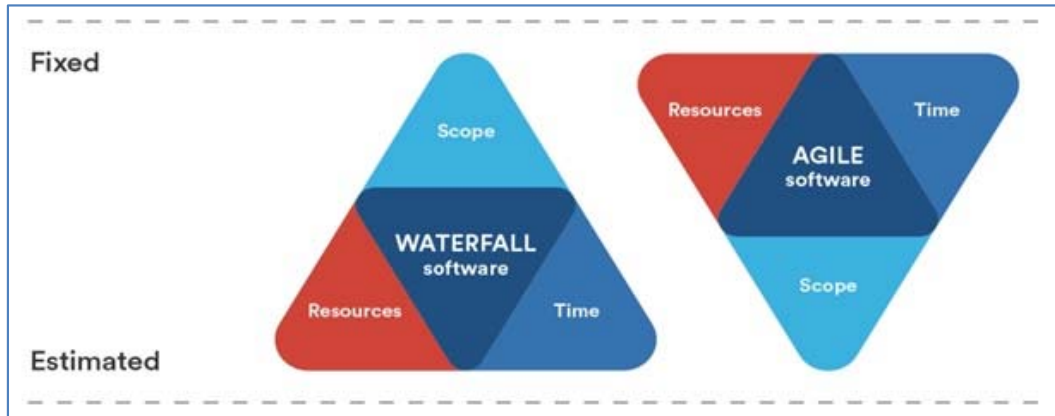 Fixed
Scope
WATERFALL
software
Resources
Time
Resources
Time
AGILE
software
Scope
Estimated